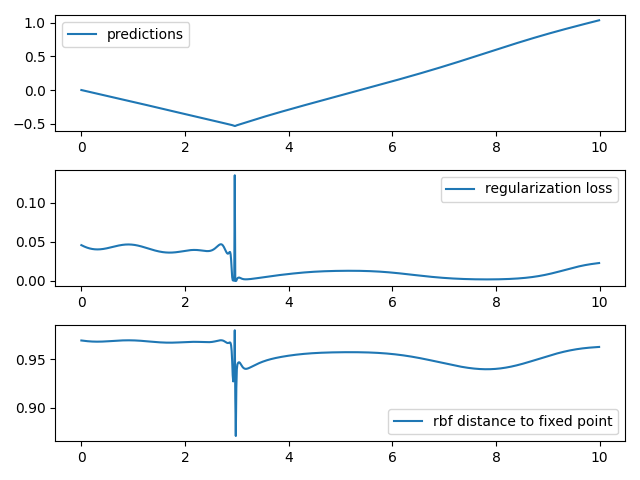 1.0
0.5
0.0
−0.5
predictions
0 2 4 6 8 10
0.10
0.05
0.00
regularization loss
0 2 4 6 8 10
0.95
0.90
rbf distance to fixed point
0 2 4 6 8 10